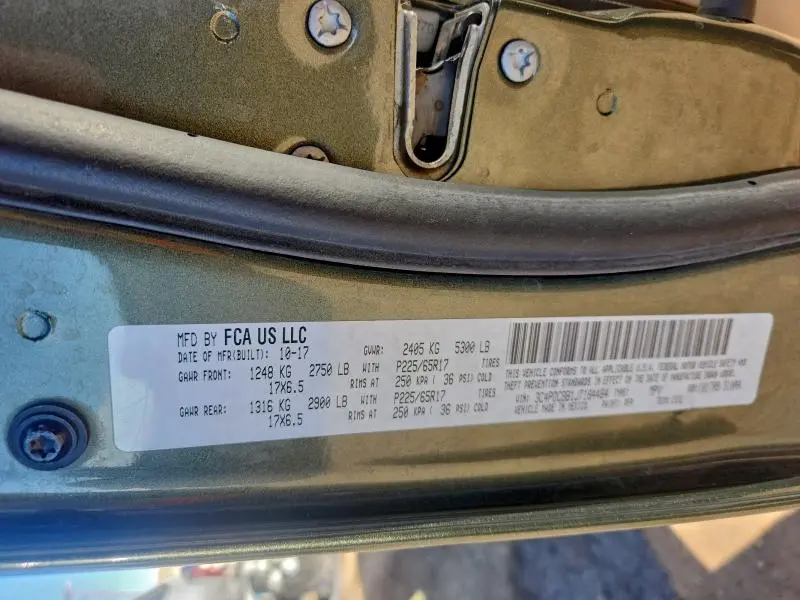 MFD BY FCA US LLC
DATE OF MFR(BUILT): 10-17 GVWR: 2405 KG 5300 LB
GAWR FRONT: 1248 KG 2750 LB WITH P225/65R17 TIRES
17X6.5 RIMS AT 250 KPA ( 36 PSI) COLD
GAWR REAR: 1316 KG 2900 LB WITH P225/65R17 TIRES
17X6.5 RIMS AT 250 KPA ( 36 PSI) COLD
THIS VEHICLE CONFORMS TO ALL APPLICABLE U.S.A. FEDERAL MOTOR VEHICLE SAFETY AND
THEFT PREVENTION STANDARDS IN EFFECT ON THE DATE OF MANUFACTURE SHOWN ABOVE.
VIN: TYPE: MPV
VEHICLE MADE IN MEXICO PAINT: